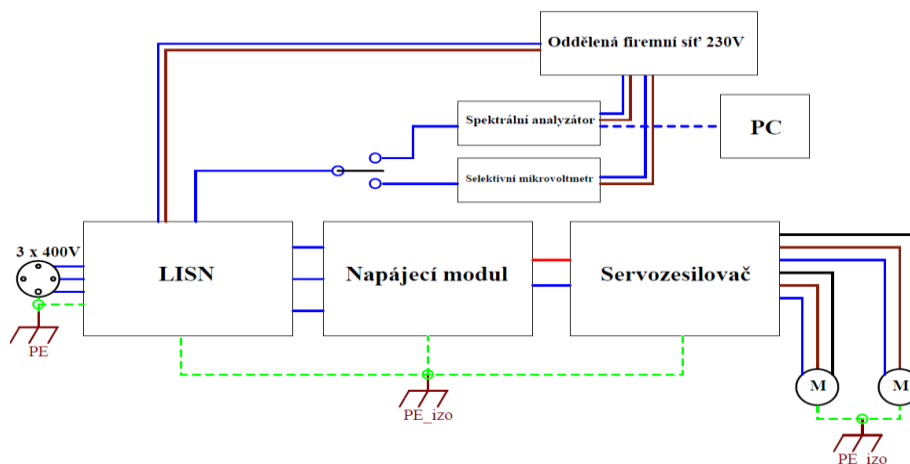 Oddělená firemní síť 230V
Spektrální analyzátor
PC
Selektivní mikrovoltmetr
3 x 400V
LISN
Napájecí modul
Servozesilovač
PE
PE_izo
M
M
PE_izo